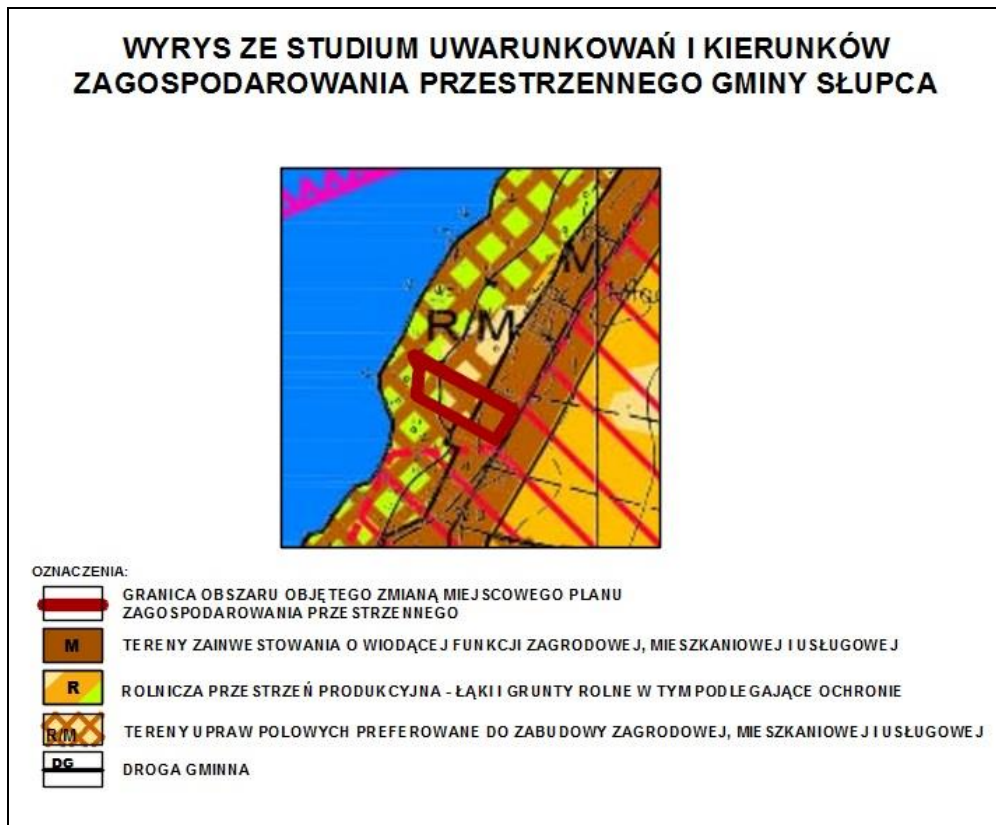 WYRYS ZE STUDIUM UWARUNKOWAŃ I KIERUNKÓW
ZAGOSPODAROWANIA PRZESTRZENNEGO GMINY SŁUPCA
M
R/M
OZNACZENIA:
GRANICA OBSZARU OBJĘTEGO ZMIANĄ MIEJSCOWEGO PLANU
ZAGOSPODAROWANIA PRZESTRZENNEGO
M TERENY ZAINWESTOWANIA O WIODĄCEJ FUNKCJI ZAGRODOWEJ, MIESZKANIOWEJ I USŁUGOWEJ
R ROLNICZA PRZESTRZEŃ PRODUKCYJNA - ŁĄKI I GRUNTY ROLNE W TYM PODLEGAJĄCE OCHRONIE
R/M TERENY UPRAW POLOWYCH PREFEROWANE DO ZABUDOWY ZAGRODOWEJ, MIESZKANIOWEJ I USŁUGOWEJ
DG DROGA GMINNA